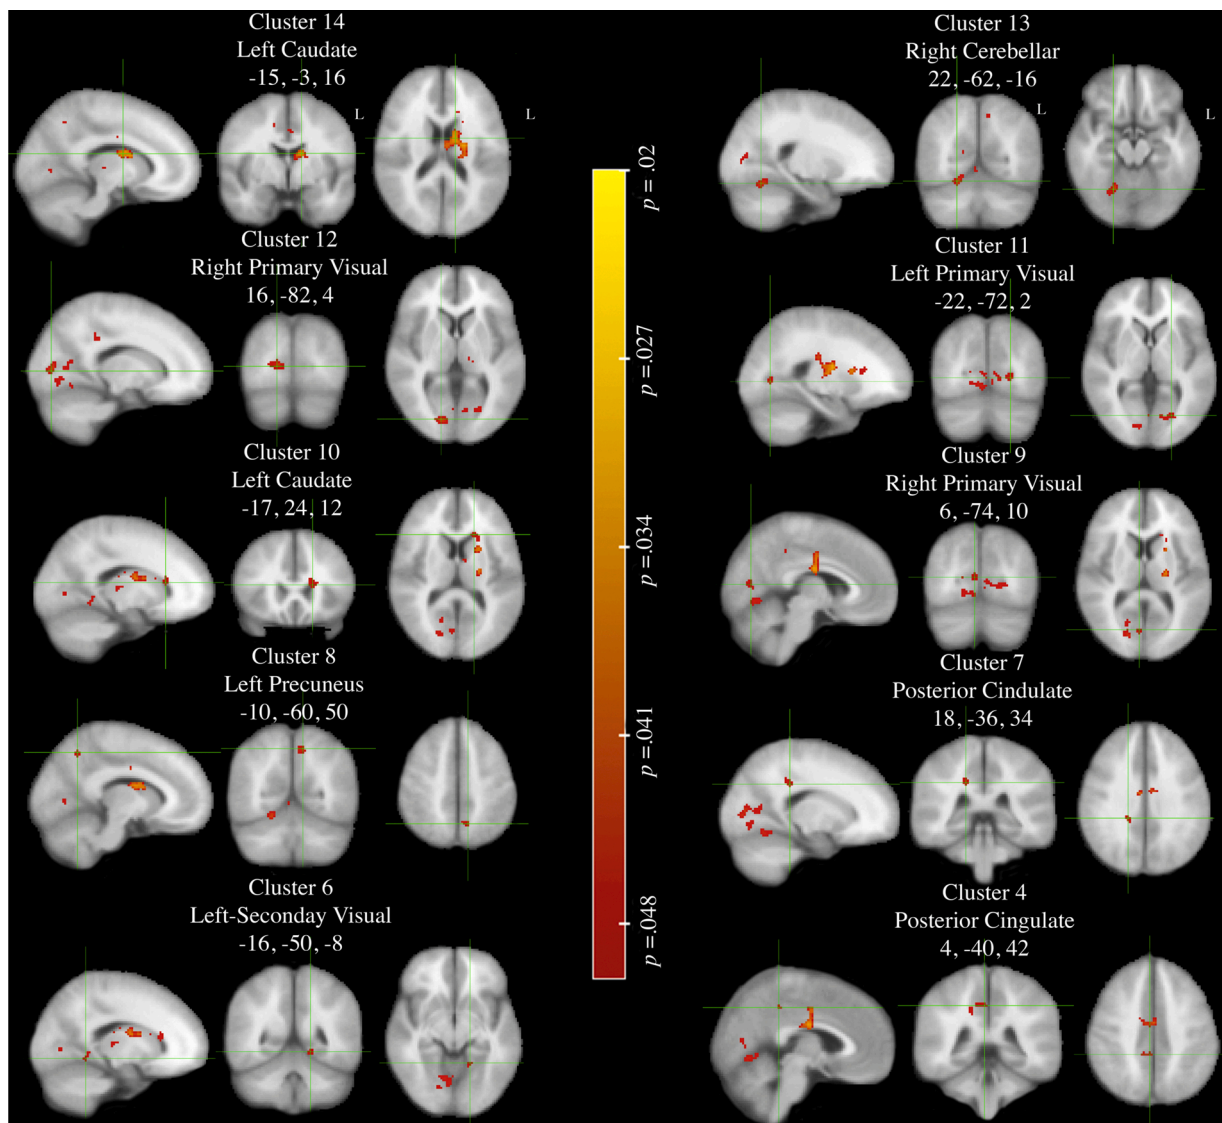 Cluster 14
Left Caudate
-15, -3, 16
L
Cluster 13
Right Cerebellar
22, -62, -16
L
L
Cluster 12
Right Primary Visual
16, -82, 4
Cluster 11
Left Primary Visual
-22, -72, 2
Cluster 10
Left Caudate
-17, 24, 12
Cluster 9
Right Primary Visual
6, -74, 10
Cluster 8
Left Precuneus
-10, -60, 50
Cluster 7
Posterior Cindulate
18, -36, 34
Cluster 6
Left-Seconday Visual
-16, -50, -8
Cluster 4
Posterior Cingulate
4, -40, 42
p =.02
p =.027
p =.034
p =.041
p =.048